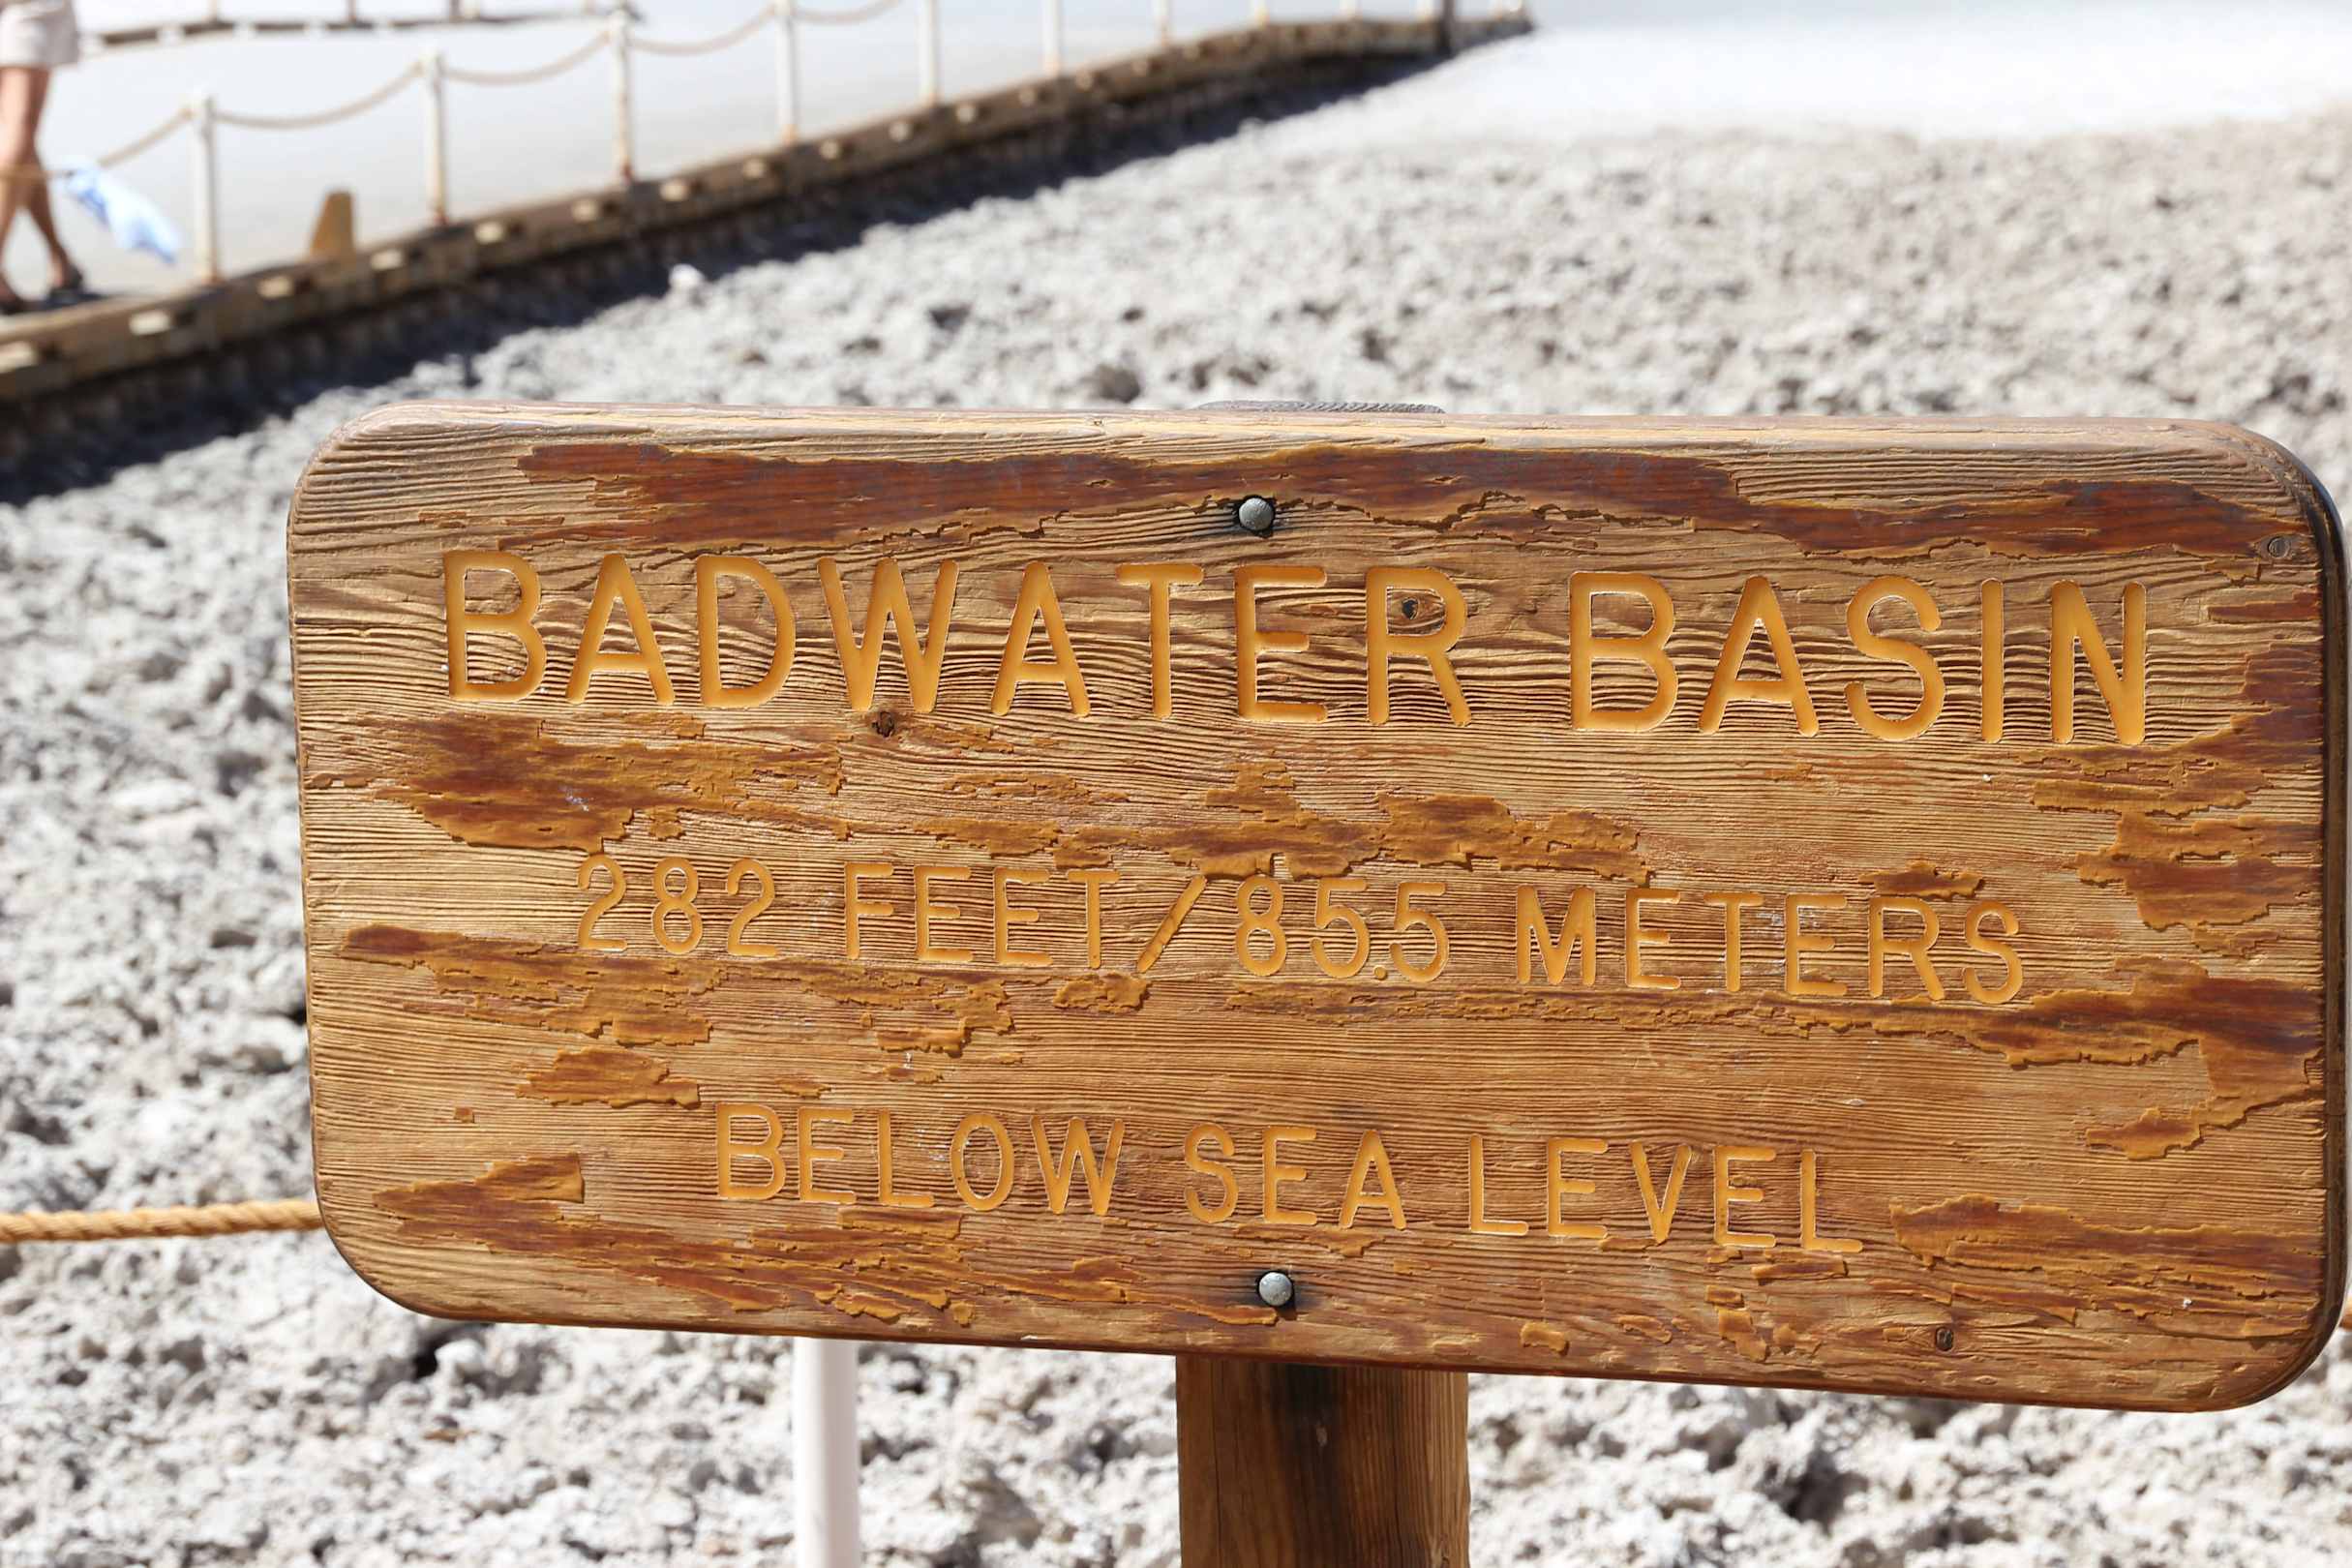 BADWATER BASIN
282 FEET/85.5 METERS
BELOW SEA LEVEL